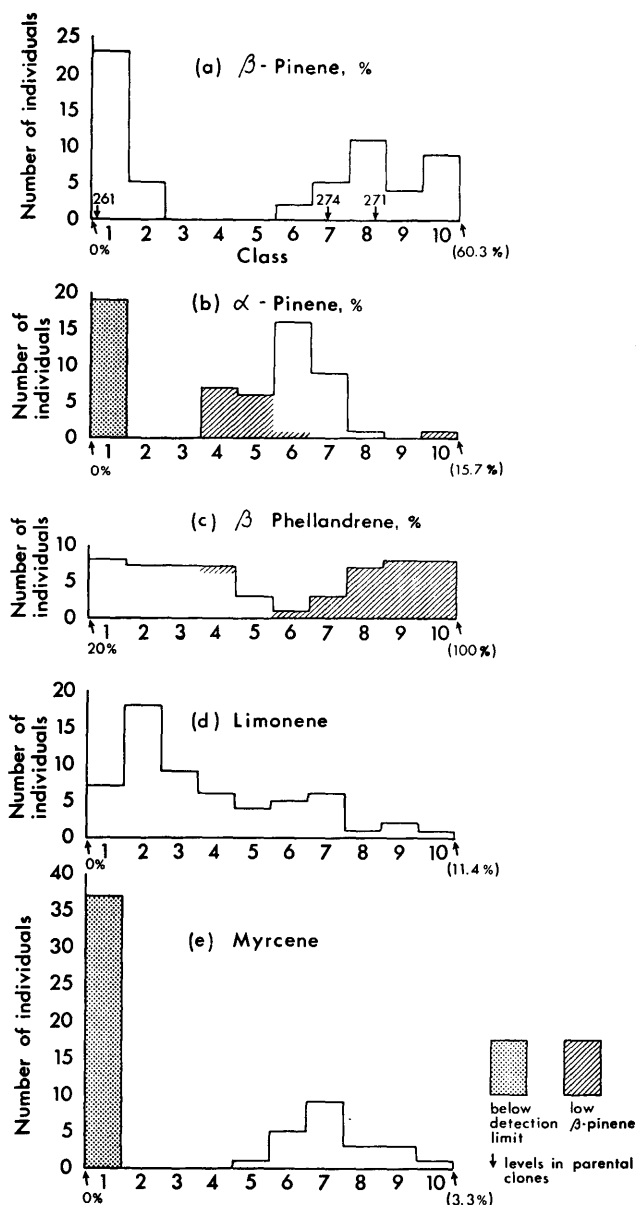 Number of individuals
25
20
15
10
5
0
(a) β - Pinene, %
261
274
271
1 2 3 4 5 6 7 8 9 10
0%
Class
(60.3 %)
Number of
individuals
20
15
10
5
0
(b) α - Pinene, %
1 2 3 4 5 6 7 8 9 10
0%
(15.7 %)
Number of
individuals
10
5
0
(c) β Phellandrene, %
1 2 3 4 5 6 7 8 9 10
20%
(100 %)
Number of
individuals
20
15
10
5
0
(d) Limonene
1 2 3 4 5 6 7 8 9 10
0%
(11.4 %)
Number of individuals
40
35
30
25
20
15
10
5
0
(e) Myrcene
1 2 3 4 5 6 7 8 9 10
0%
(3.3 %)
below
detection
limit
low
β-pinene
levels in parental
clones